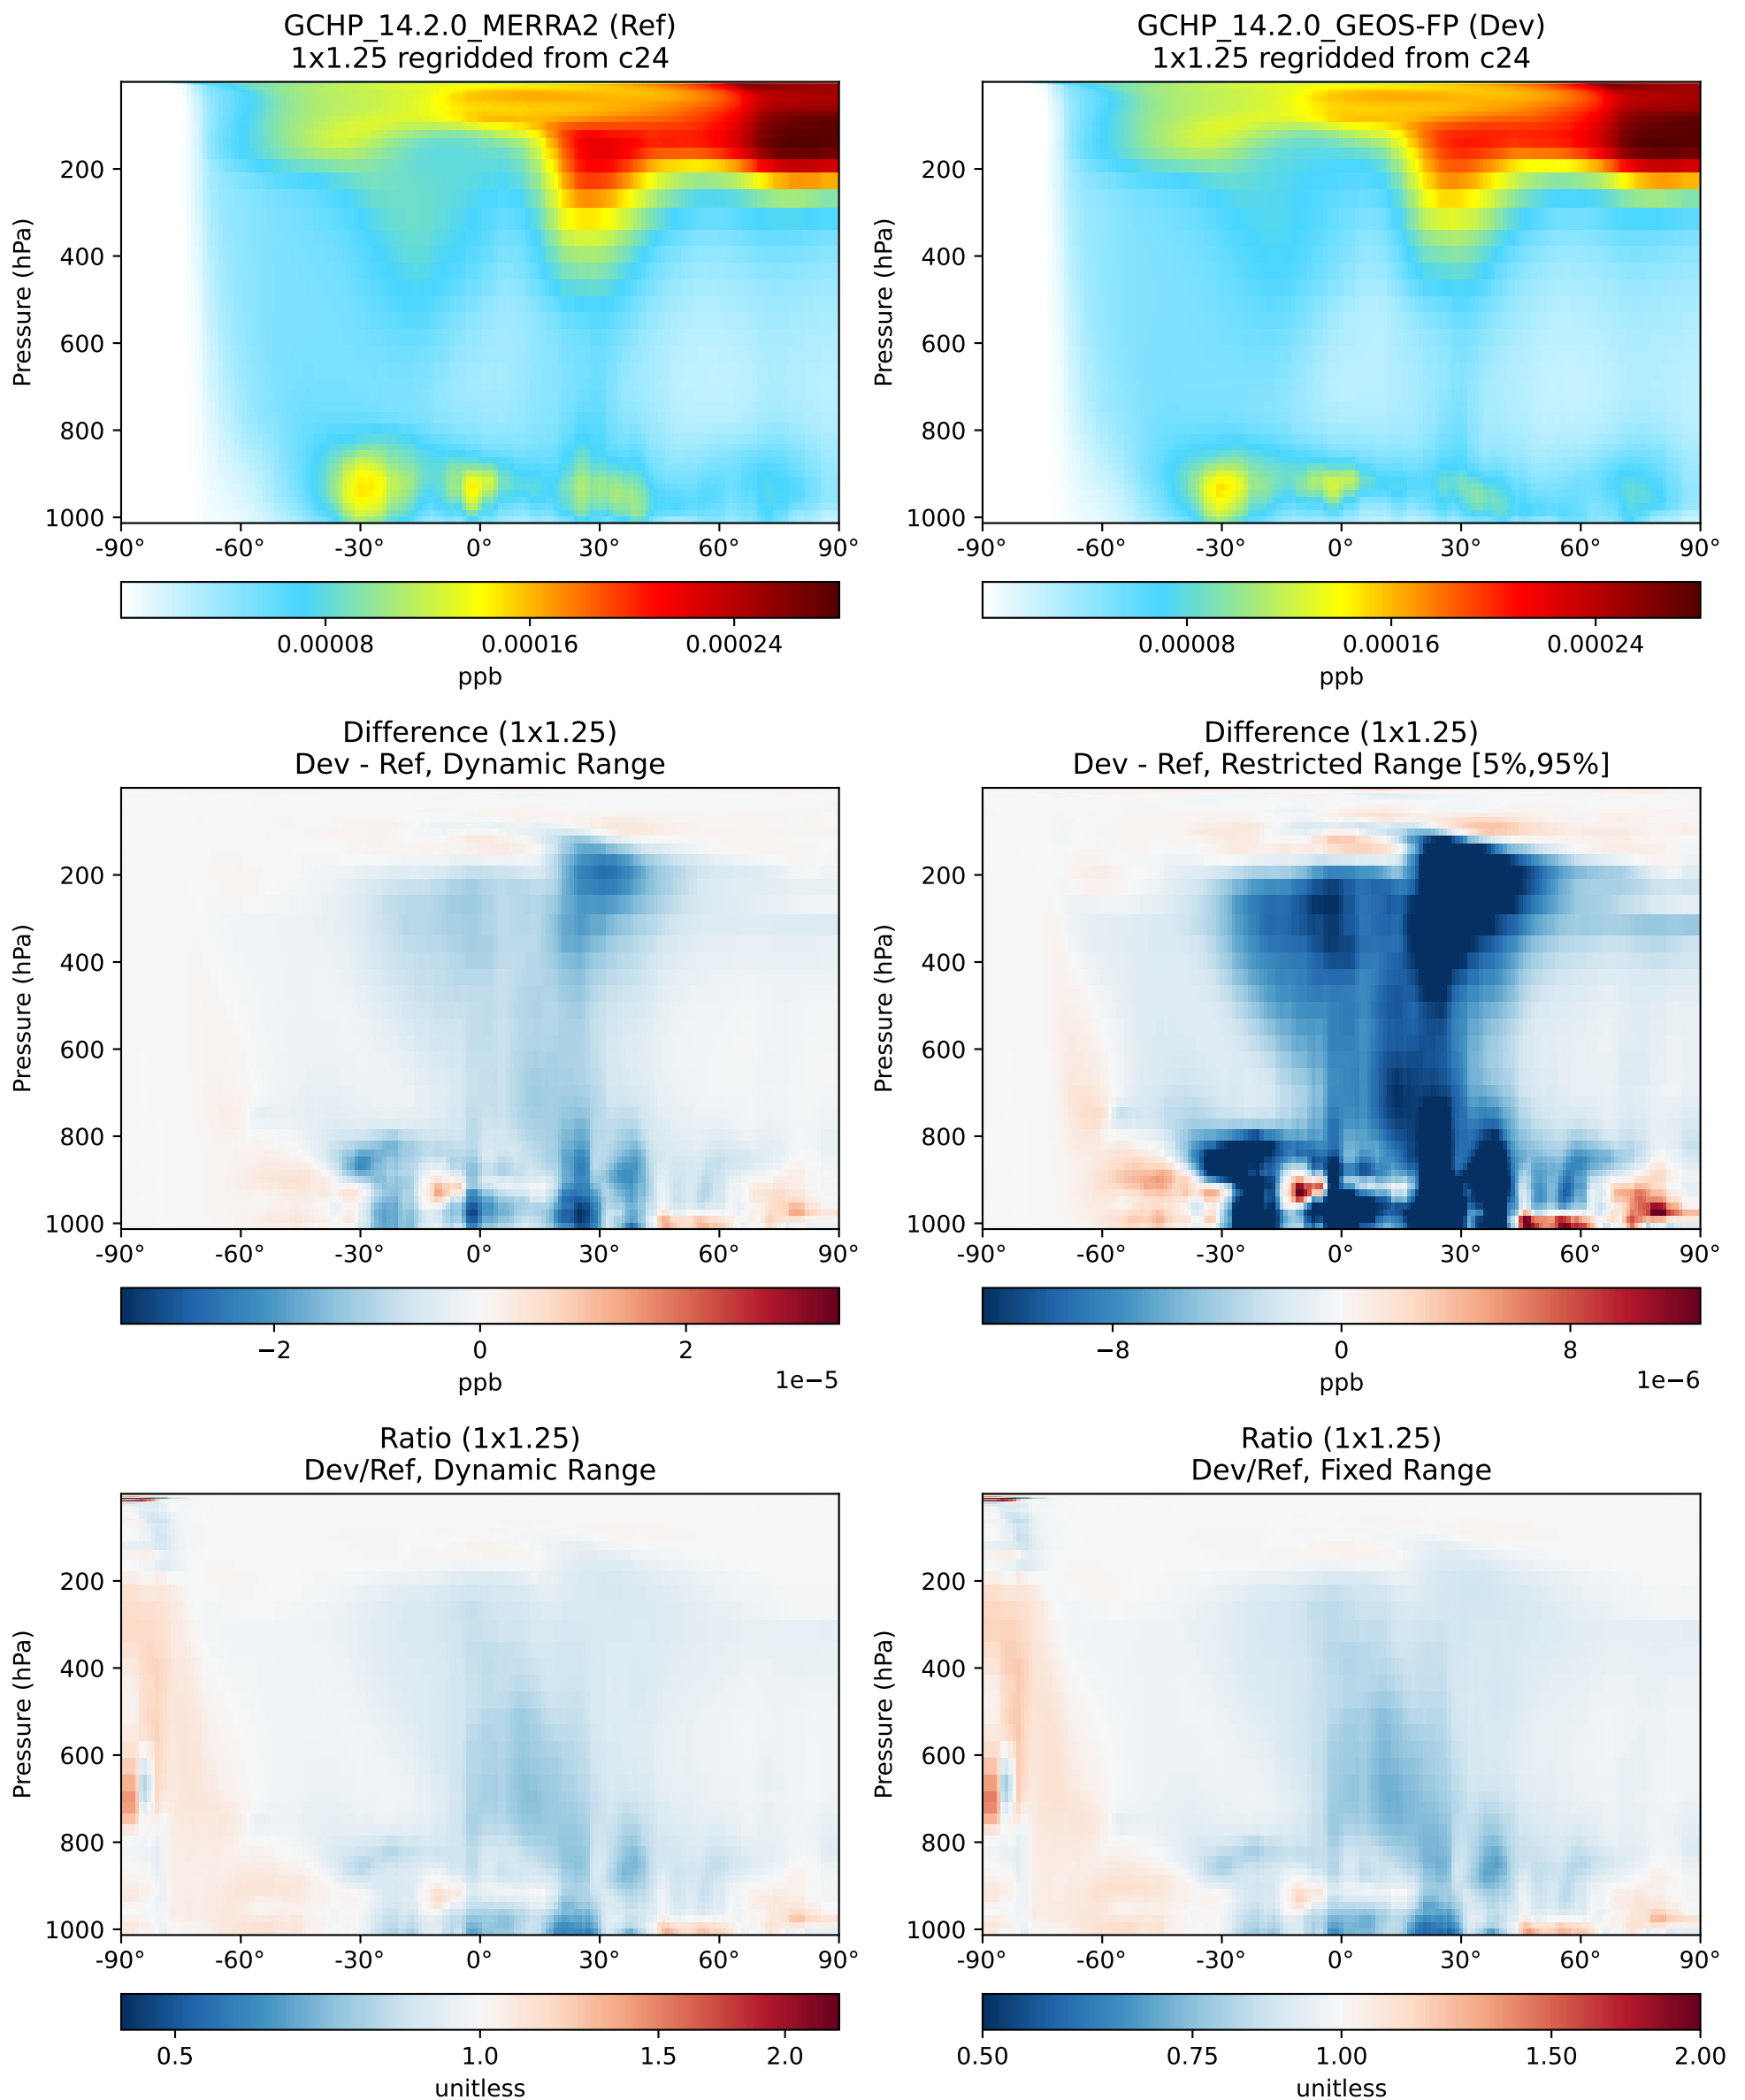 GCHP_14.2.0_MERRA2 (Ref)
1x1.25 regridded from c24
Pressure (hPa)
200
400
600
800
1000
-90° -60° -30° 0° 30° 60° 90°
0.00008 0.00016 0.00024
ppb
GCHP_14.2.0_GEOS-FP (Dev)
1x1.25 regridded from c24
Pressure (hPa)
200
400
600
800
1000
-90° -60° -30° 0° 30° 60° 90°
0.00008 0.00016 0.00024
ppb
Difference (1x1.25)
Dev - Ref, Dynamic Range
Pressure (hPa)
200
400
600
800
1000
-90° -60° -30° 0° 30° 60° 90°
−2 0 2
1e−5
ppb
Difference (1x1.25)
Dev - Ref, Restricted Range [5%,95%]
Pressure (hPa)
200
400
600
800
1000
-90° -60° -30° 0° 30° 60° 90°
−8 0 8
1e−6
ppb
Ratio (1x1.25)
Dev/Ref, Dynamic Range
Pressure (hPa)
200
400
600
800
1000
-90° -60° -30° 0° 30° 60° 90°
0.5 1.0 1.5 2.0
unitless
Ratio (1x1.25)
Dev/Ref, Fixed Range
Pressure (hPa)
200
400
600
800
1000
-90° -60° -30° 0° 30° 60° 90°
0.50 0.75 1.00 1.50 2.00
unitless